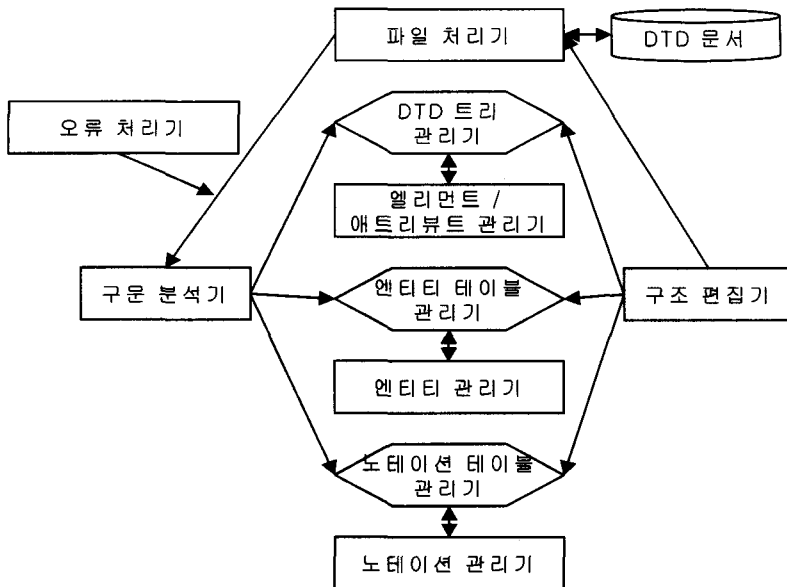 파일 처리기
DTD 문서
오류 처리기
DTD 트리
관리기
엘리먼트 /
애트리뷰트 관리기
구문 분석기
엔티티 테이블
관리기
구조 편집기
엔티티 관리기
노테이션 테이블
관리기
노테이션 관리기